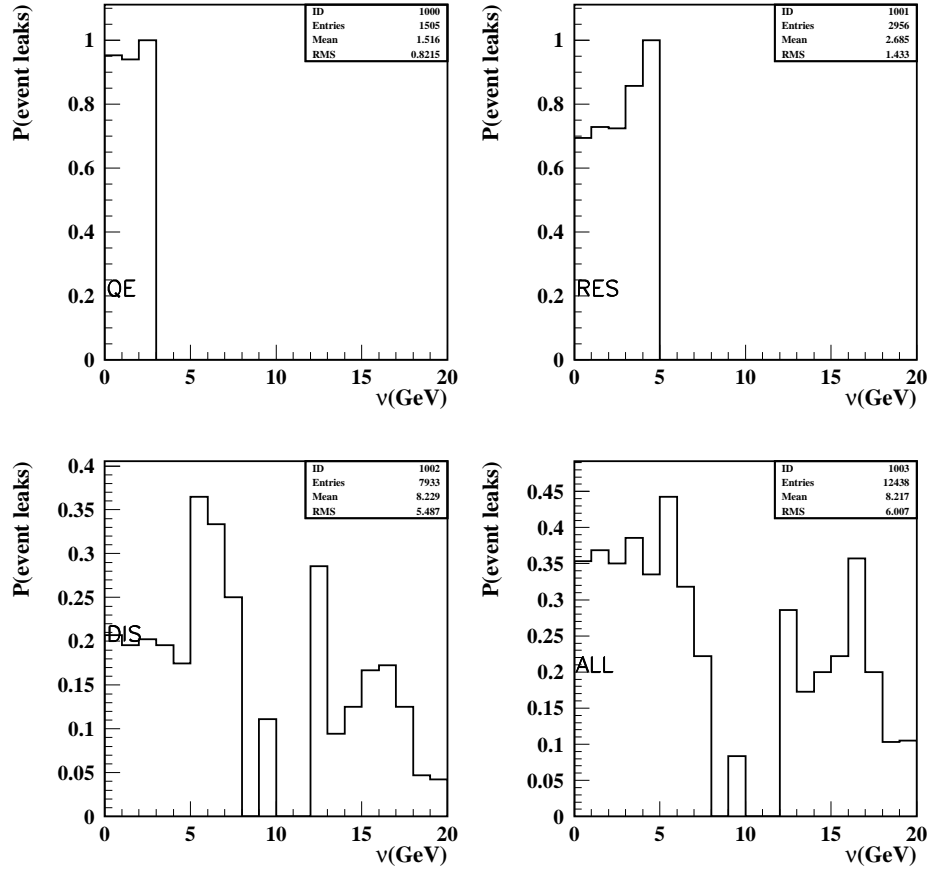 P(event leaks)
ID 1000
Entries 1505
Mean 1.516
RMS 0.8215
1
0.8
0.6
0.4
0.2
0
QE
0 5 10 15 20
ν(GeV)
P(event leaks)
ID 1001
Entries 2956
Mean 2.685
RMS 1.433
1
0.8
0.6
0.4
0.2
0
RES
0 5 10 15 20
ν(GeV)
P(event leaks)
ID 1002
Entries 7933
Mean 8.229
RMS 5.487
0.4
0.35
0.3
0.25
0.2
0.15
0.1
0.05
0
DIS
0 5 10 15 20
ν(GeV)
P(event leaks)
ID 1003
Entries 12438
Mean 8.217
RMS 6.007
0.45
0.4
0.35
0.3
0.25
0.2
0.15
0.1
0.05
0
ALL
0 5 10 15 20
ν(GeV)